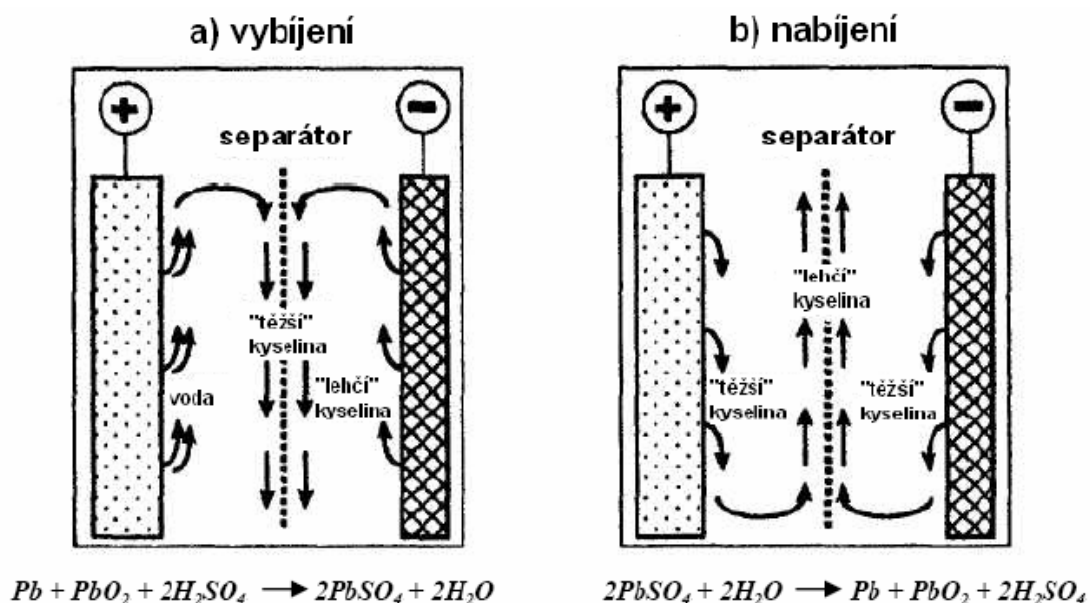 a) vybíjení
+
−
separátor
"těžší"
kyselina
"lehčí"
kyselina
voda
Pb + PbO₂ + 2H₂SO₄ → 2PbSO₄ + 2H₂O
b) nabíjení
+
−
separátor
"lehčí"
kyselina
"těžší"
kyselina
"těžší"
kyselina
2PbSO₄ + 2H₂O → Pb + PbO₂ + 2H₂SO₄